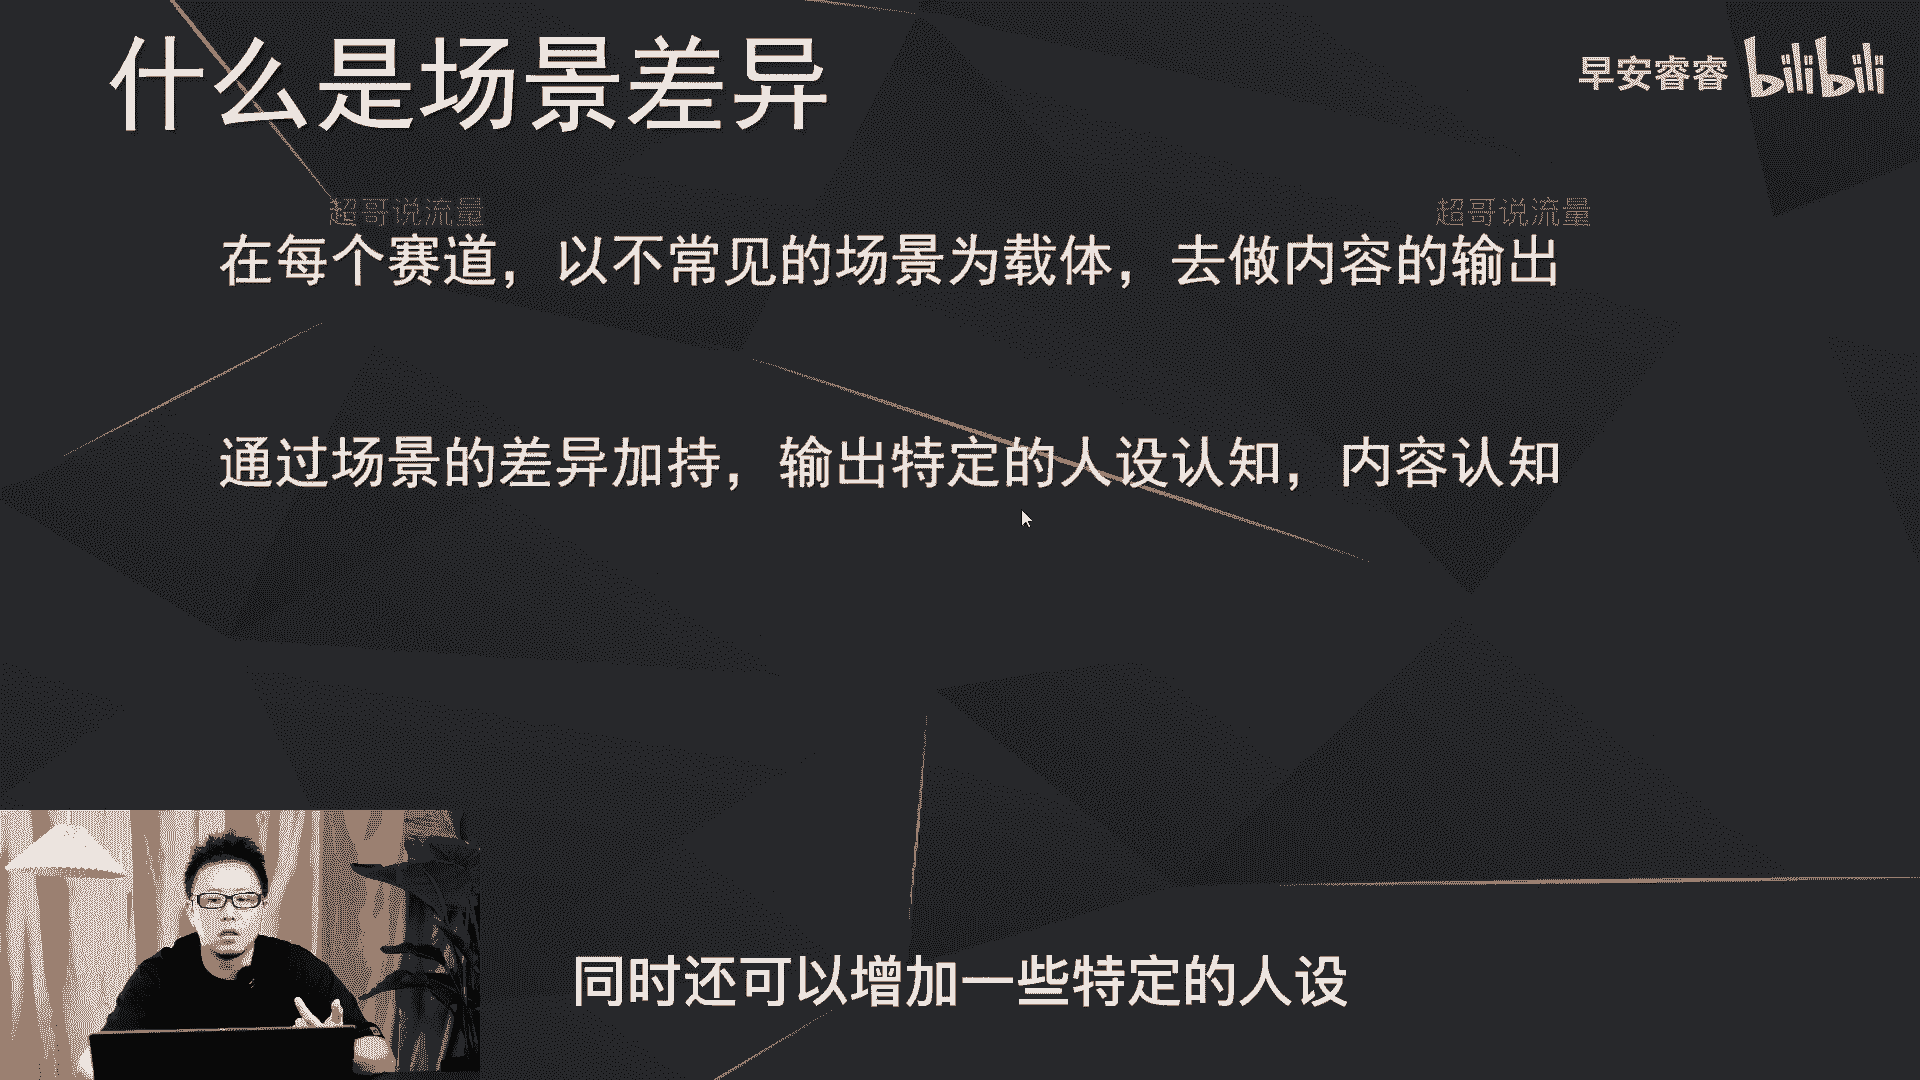 什么是场景差异
早安睿睿 bilibili
超哥说流量 超哥说流量
在每个赛道，以不常见的场景为载体，去做内容的输出
通过场景的差异加持，输出特定的人设认知，内容认知
同时还可以增加一些特定的人设